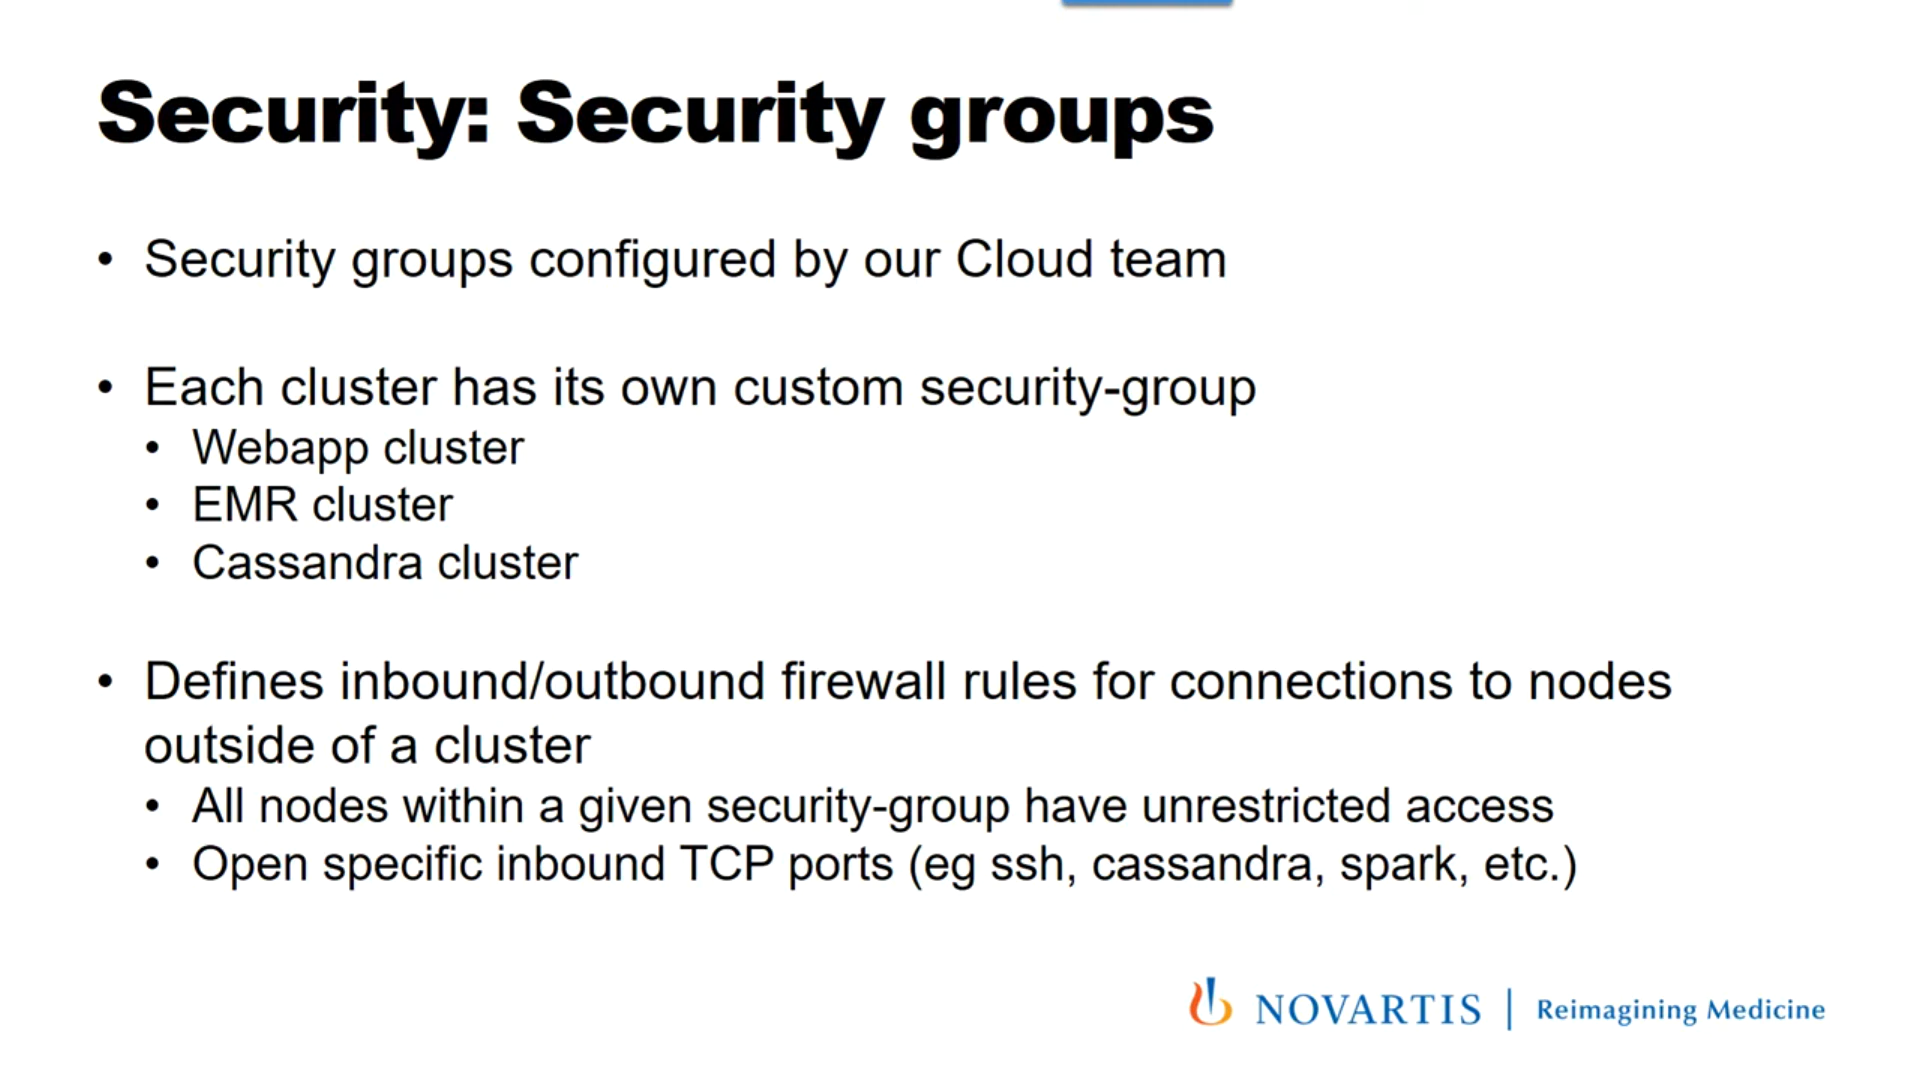 Security: Security groups
• Security groups configured by our Cloud team
• Each cluster has its own custom security-group
• Webapp cluster
• EMR cluster
• Cassandra cluster
• Defines inbound/outbound firewall rules for connections to nodes
outside of a cluster
• All nodes within a given security-group have unrestricted access
• Open specific inbound TCP ports (eg ssh, cassandra, spark, etc.)
NOVARTIS | Reimagining Medicine